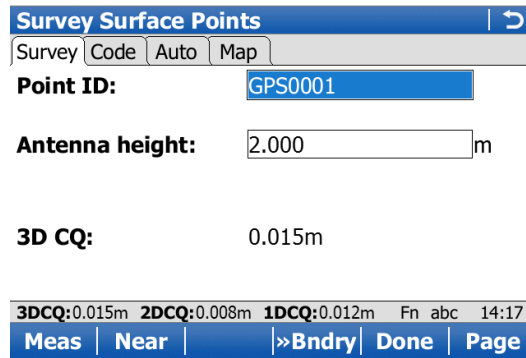 Survey Surface Points
Survey Code Auto Map
Point ID: GPS0001
Antenna height: 2.000 m
3D CQ: 0.015m
3DCQ:0.015m 2DCQ:0.008m 1DCQ:0.012m Fn abc 14:17
Meas Near »Bndry Done Page